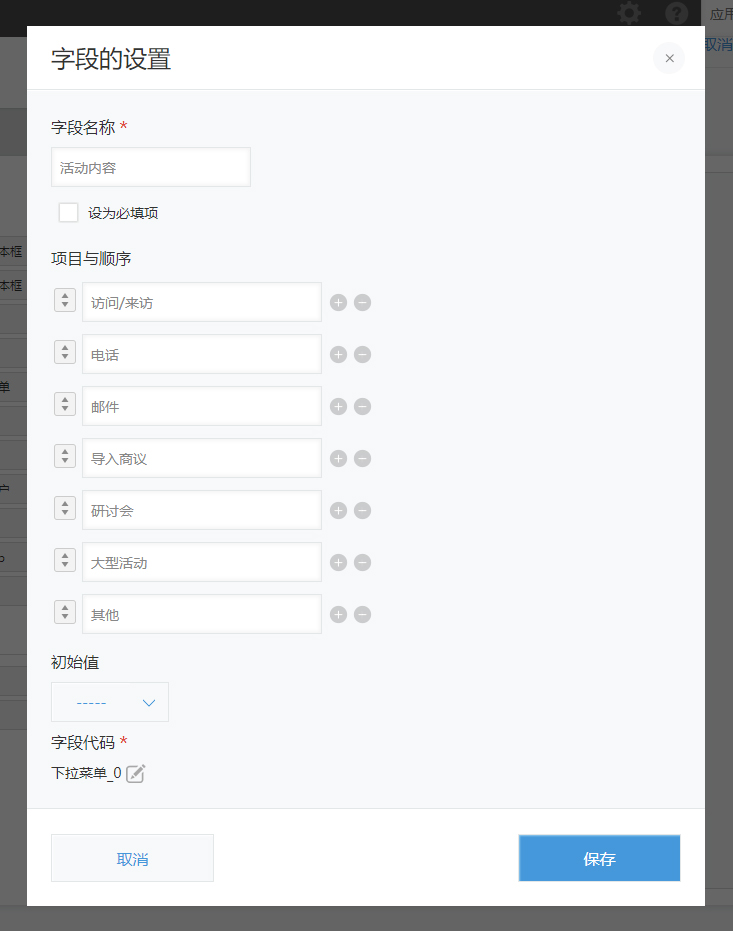 应用
取消
字段的设置
字段名称 *
活动内容
设为必填项
项目与顺序
访问/来访
电话
邮件
导入商议
研讨会
大型活动
其他
初始值
-----
字段代码 *
下拉菜单_0
取消
保存
本框
本框
单
户